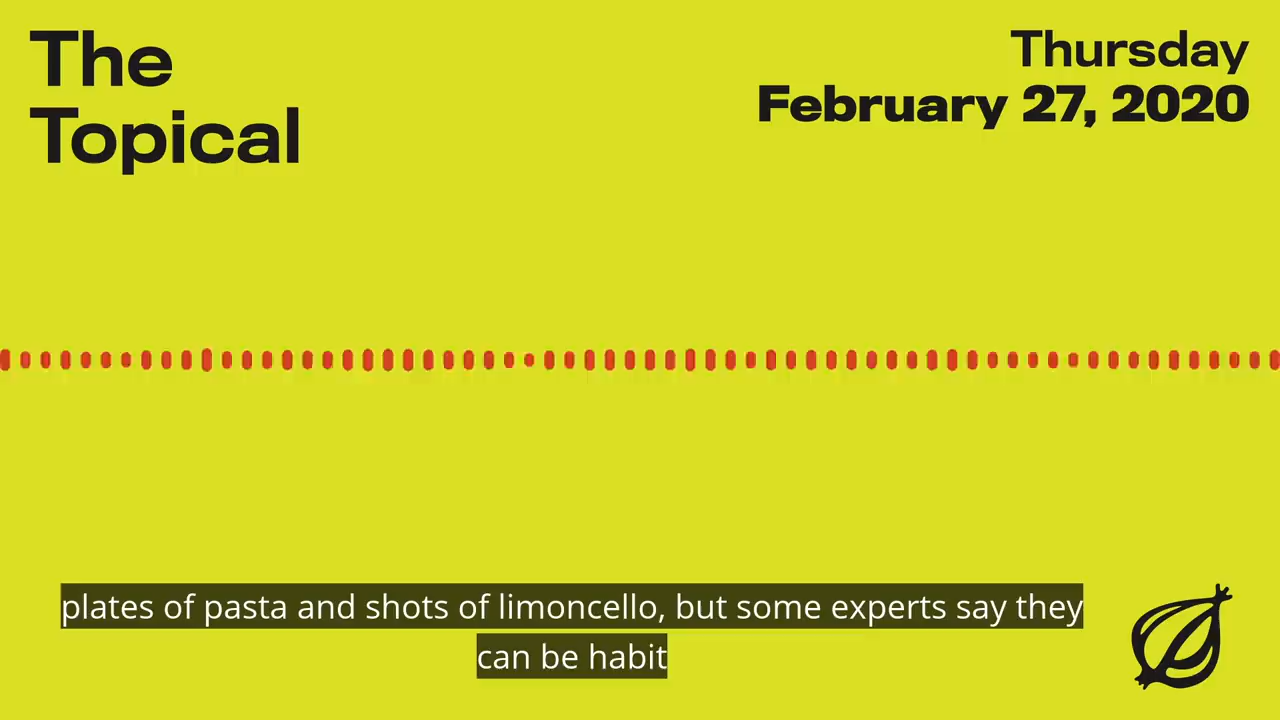 The
Topical
Thursday
February 27, 2020
plates of pasta and shots of limoncello, but some experts say they
can be habit